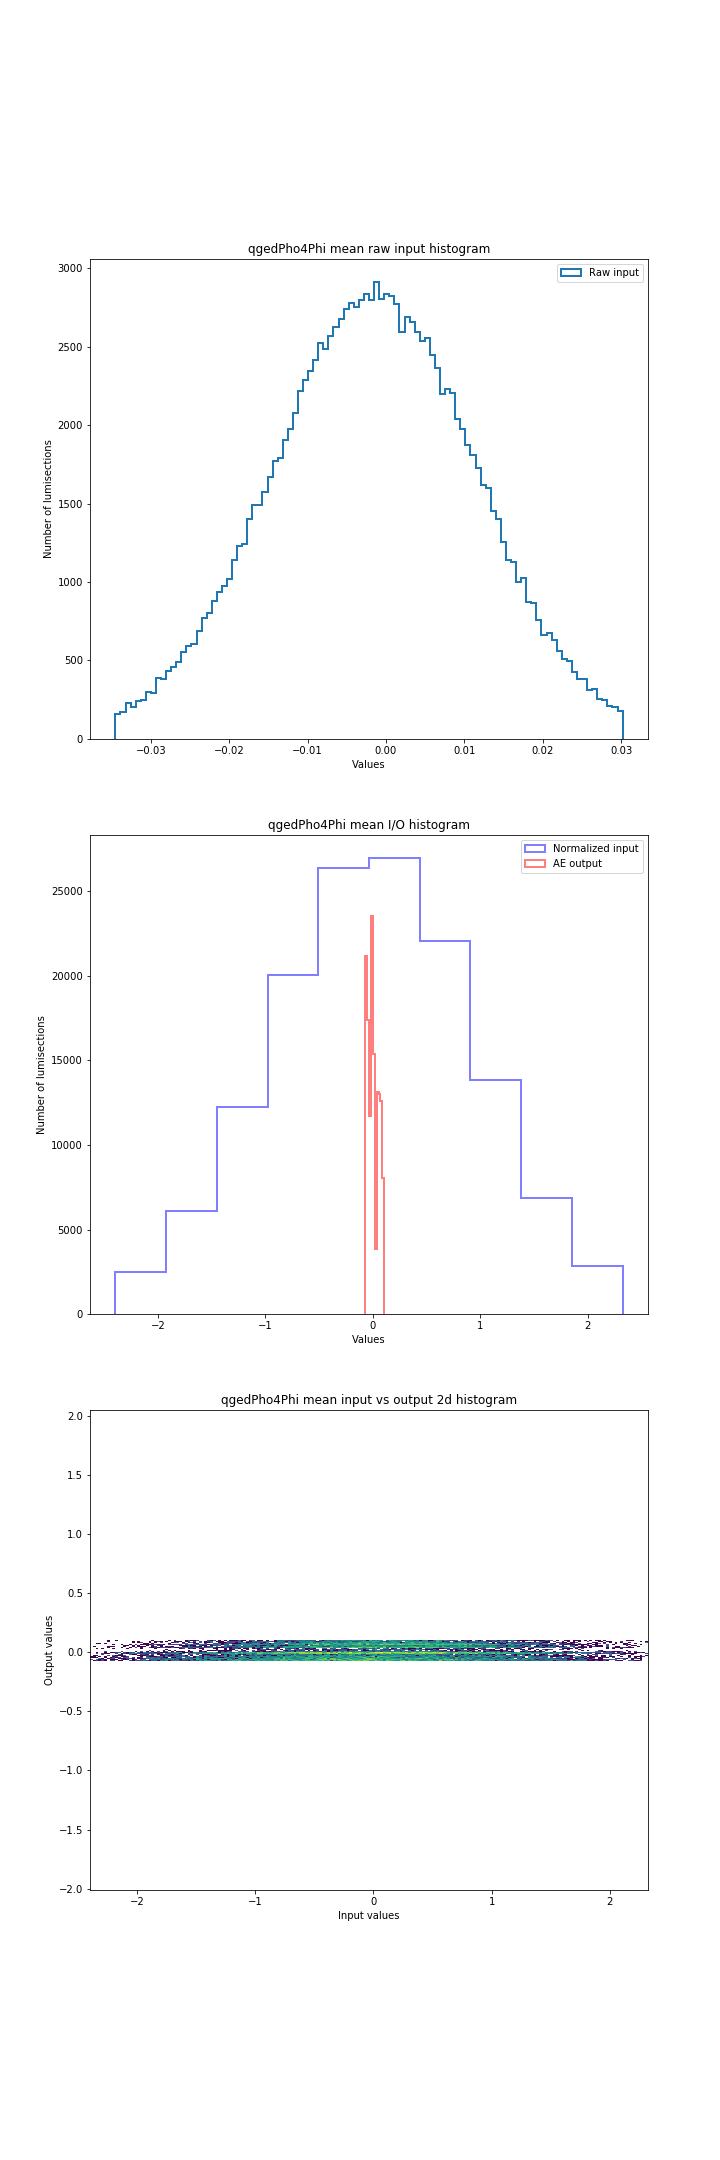 qgedPho4Phi mean raw input histogram
Raw input
3000
2500
2000
1500
1000
500
0
Number of lumisections
−0.03 −0.02 −0.01 0.00 0.01 0.02 0.03
Values
qgedPho4Phi mean I/O histogram
Normalized input
AE output
25000
20000
15000
10000
5000
0
Number of lumisections
−2 −1 0 1 2
Values
qgedPho4Phi mean input vs output 2d histogram
2.0
1.5
1.0
0.5
0.0
−0.5
−1.0
−1.5
−2.0
Output values
−2 −1 0 1 2
Input values